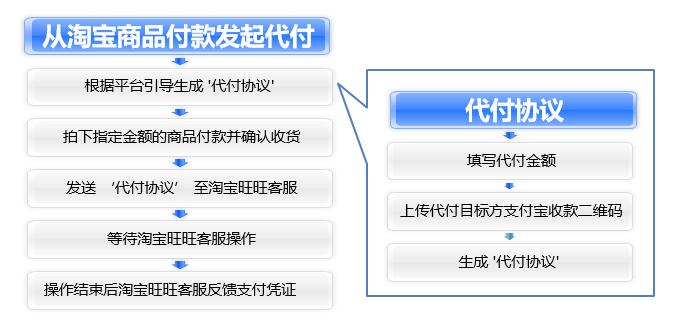 从淘宝商品付款发起代付
根据平台引导生成 '代付协议'
拍下指定金额的商品付款并确认收货
发送 ‘代付协议’ 至淘宝旺旺客服
等待淘宝旺旺客服操作
操作结束后淘宝旺旺客服反馈支付凭证
代付协议
填写代付金额
上传代付目标方支付宝收款二维码
生成 '代付协议'